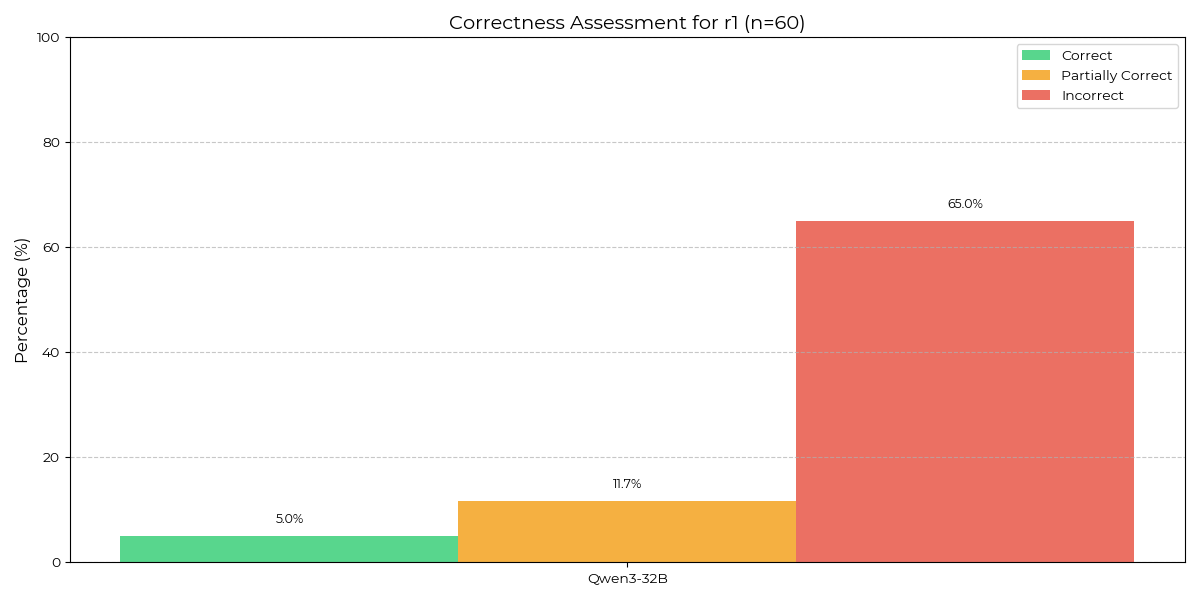 Correctness Assessment for r1 (n=60)
100
80
60
40
20
0
Percentage (%)
Correct
Partially Correct
Incorrect
5.0%
11.7%
65.0%
Qwen3-32B